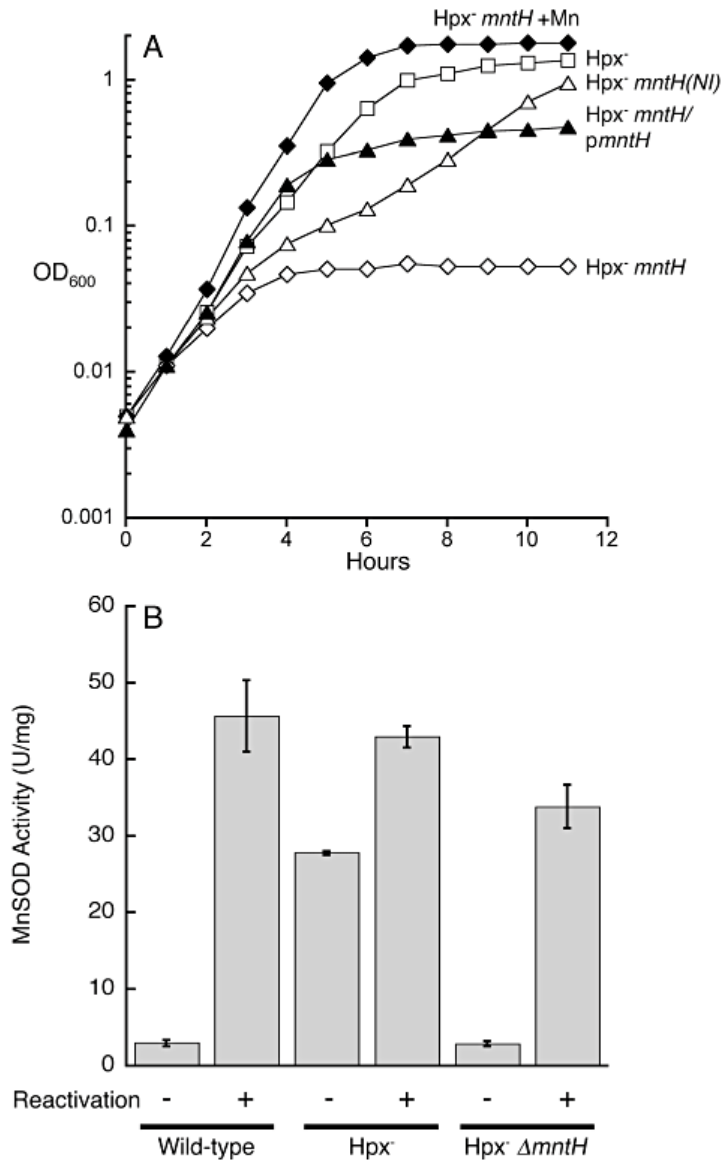 A
Hpx⁻ mntH +Mn
Hpx⁻
Hpx⁻ mntH(NI)
Hpx⁻ mntH/
pmntH
Hpx⁻ mntH
1
0.1
OD₆₀₀
0.01
0.001
0 2 4 6 8 10 12
Hours
B
60
50
40
30
20
10
0
MnSOD Activity (U/mg)
Reactivation - + - + - +
Wild-type Hpx⁻ Hpx⁻ ΔmntH